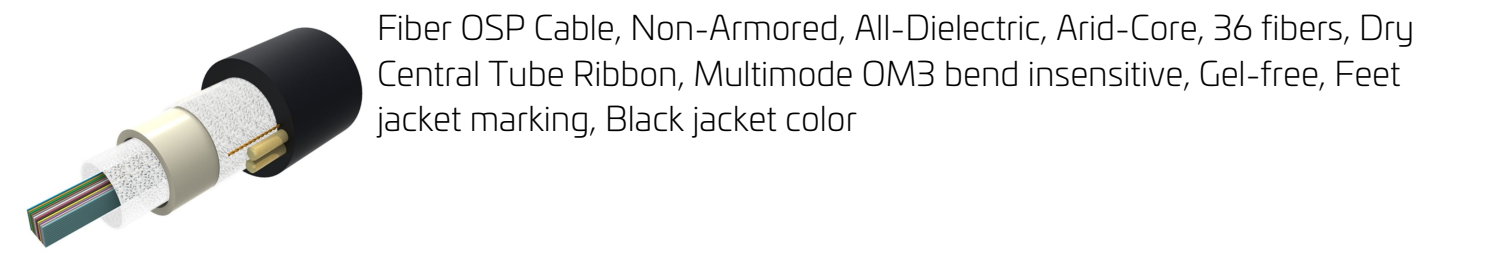 Fiber OSP Cable, Non-Armored, All-Dielectric, Arid-Core, 36 fibers, Dry
Central Tube Ribbon, Multimode OM3 bend insensitive, Gel-free, Feet
jacket marking, Black jacket color